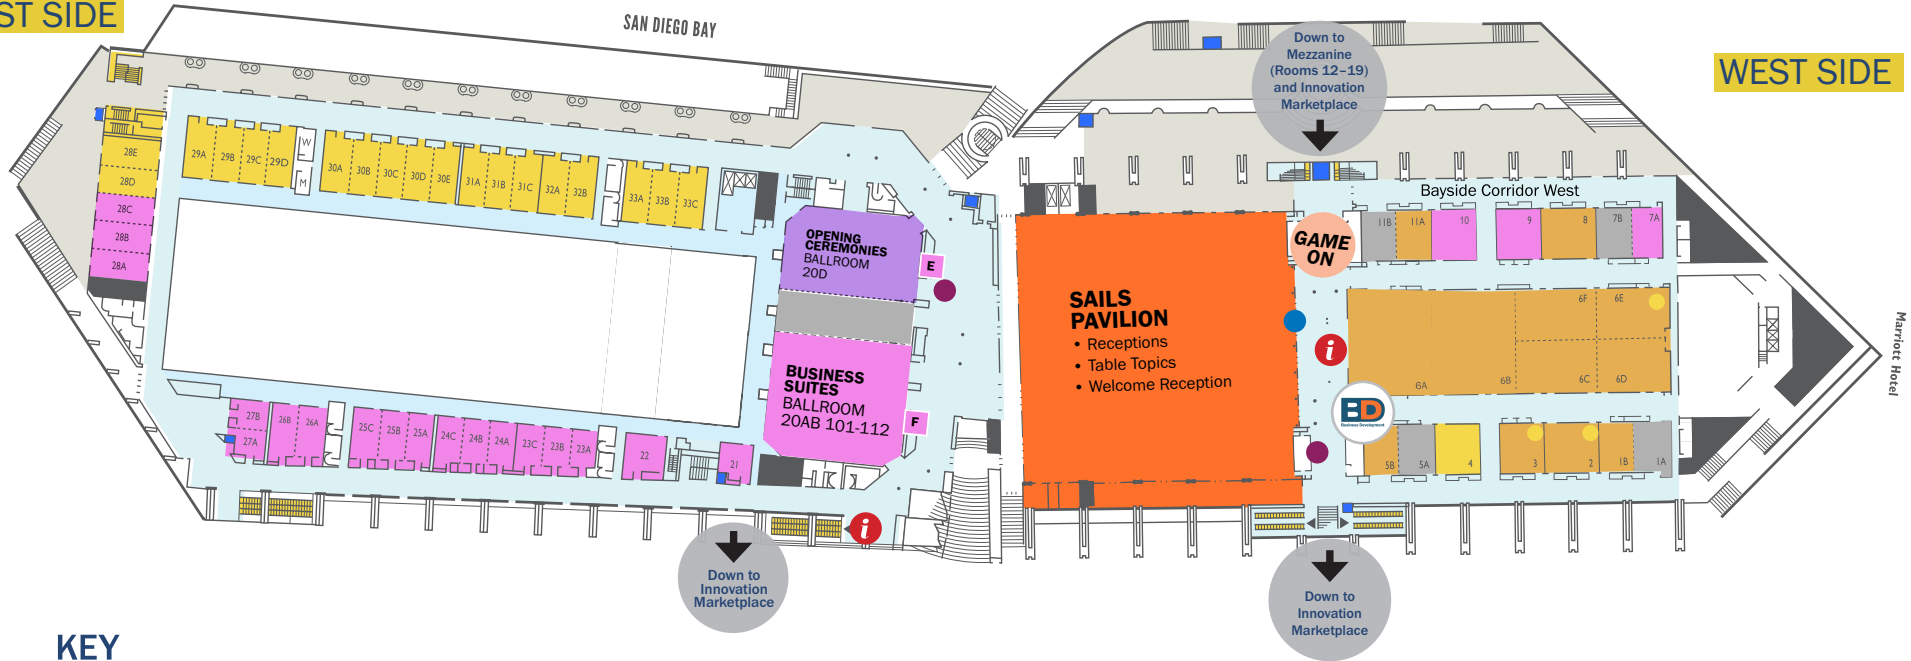 ST SIDE
SAN DIEGO BAY
Down to
Mezzanine
(Rooms 12–19)
and Innovation
Marketplace
WEST SIDE
28E
28D
28C
28B
28A
29A
29B
29C
29D
W
M
30A
30B
30C
30D
30E
31A
31B
31C
32A
32B
33A
33B
33C
OPENING
CEREMONIES
BALLROOM
20D
E
BUSINESS
SUITES
BALLROOM
20AB 101-112
F
27B
27A
26B
26A
25C
25B
25A
24C
24B
24A
23C
23B
23A
22
21
i
Down to
Innovation
Marketplace
SAILS
PAVILION
• Receptions
• Table Topics
• Welcome Reception
GAME
ON
i
Bayside Corridor West
11B
11A
10
9
8
7B
7A
6F
6E
6A
6B
6C
6D
BD
Business Development
5B
5A
4
3
2
1B
1A
Marriott Hotel
Down to
Innovation
Marketplace
KEY